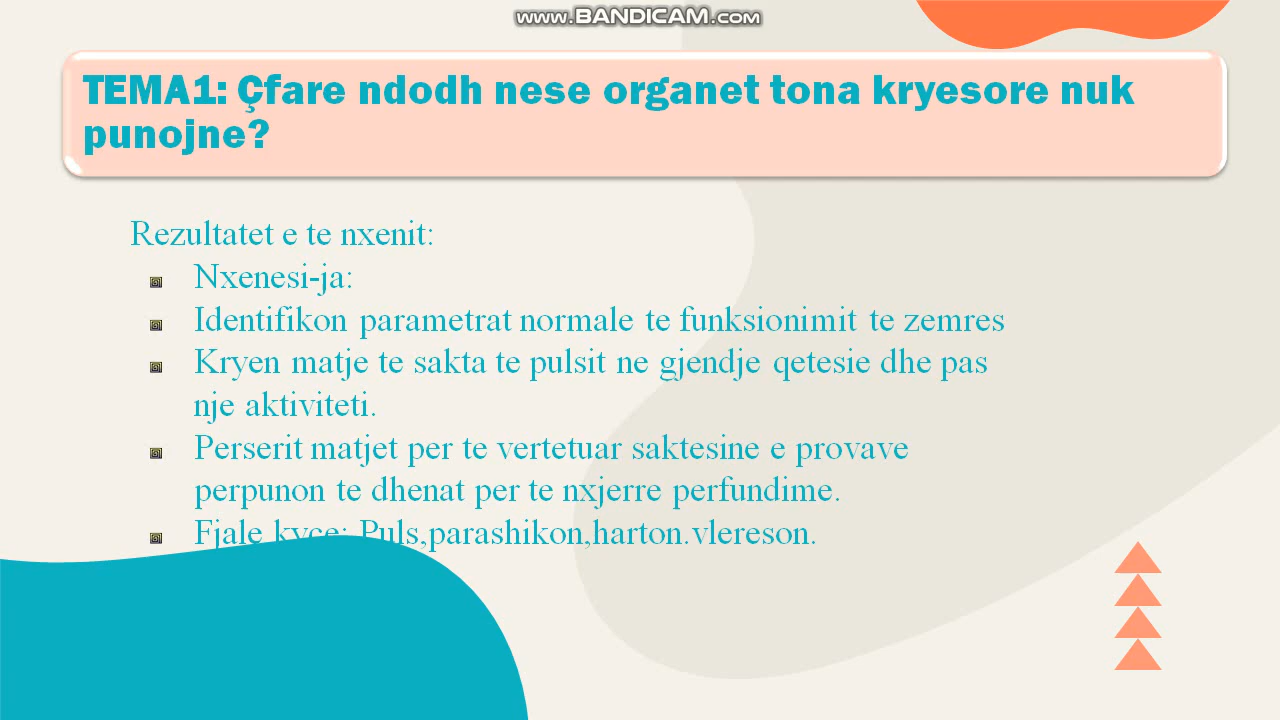 www.BANDICAM.com
TEMA1: Çfare ndodh nese organet tona kryesore nuk
punojne?
Rezultatet e te nxenit:
Nxenesi-ja:
Identifikon parametrat normale te funksionimit te zemres
Kryen matje te sakta te pulsit ne gjendje qetesie dhe pas
nje aktiviteti.
Perserit matjet per te vertetuar saktesine e provave
perpunon te dhenat per te nxjerre perfundime.
Fjale kyce: Puls,parashikon,harton.vlereson.